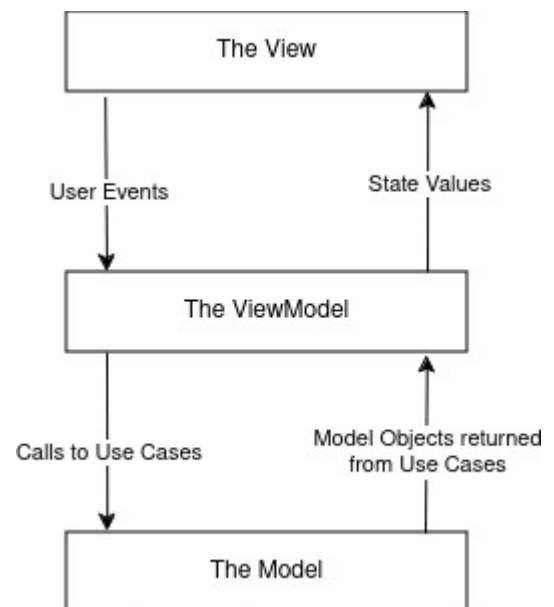 The View
User Events
State Values
The ViewModel
Calls to Use Cases
Model Objects returned
from Use Cases
The Model